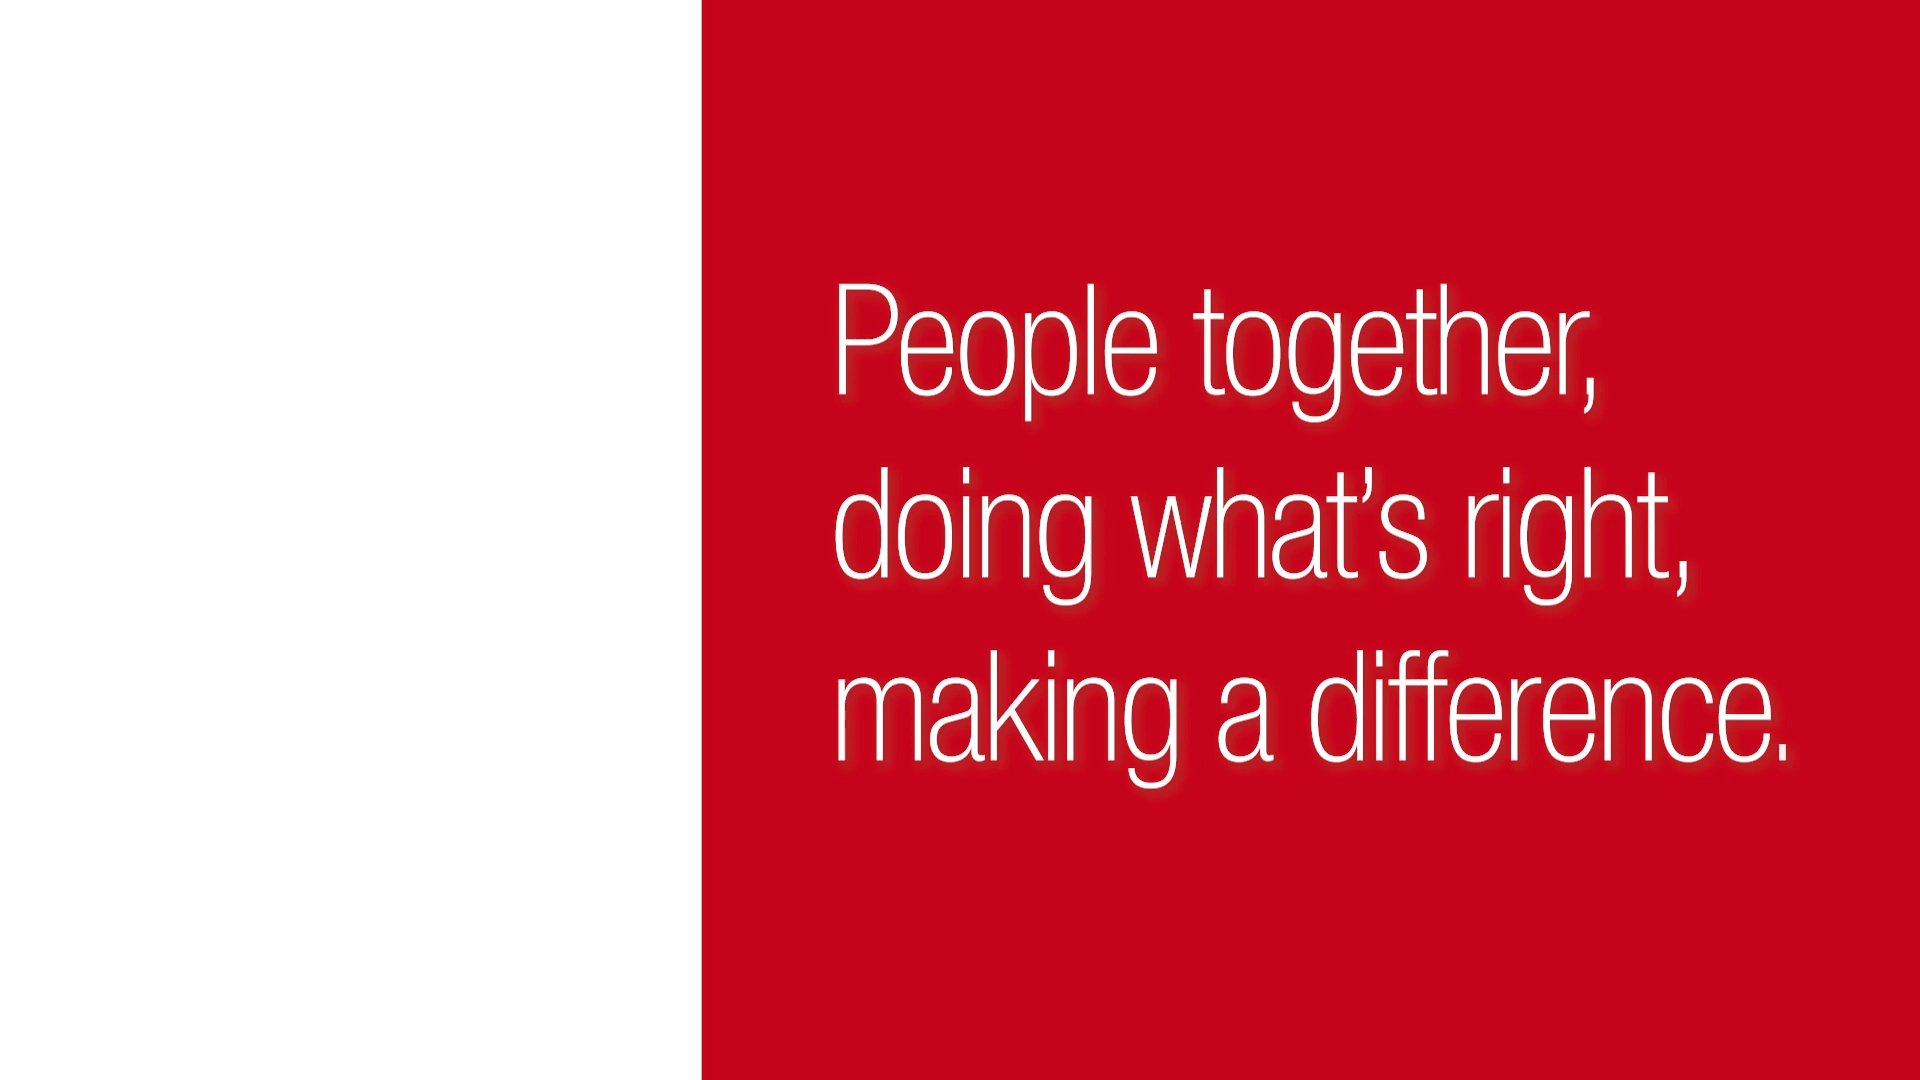 People together,
doing what’s right,
making a difference.